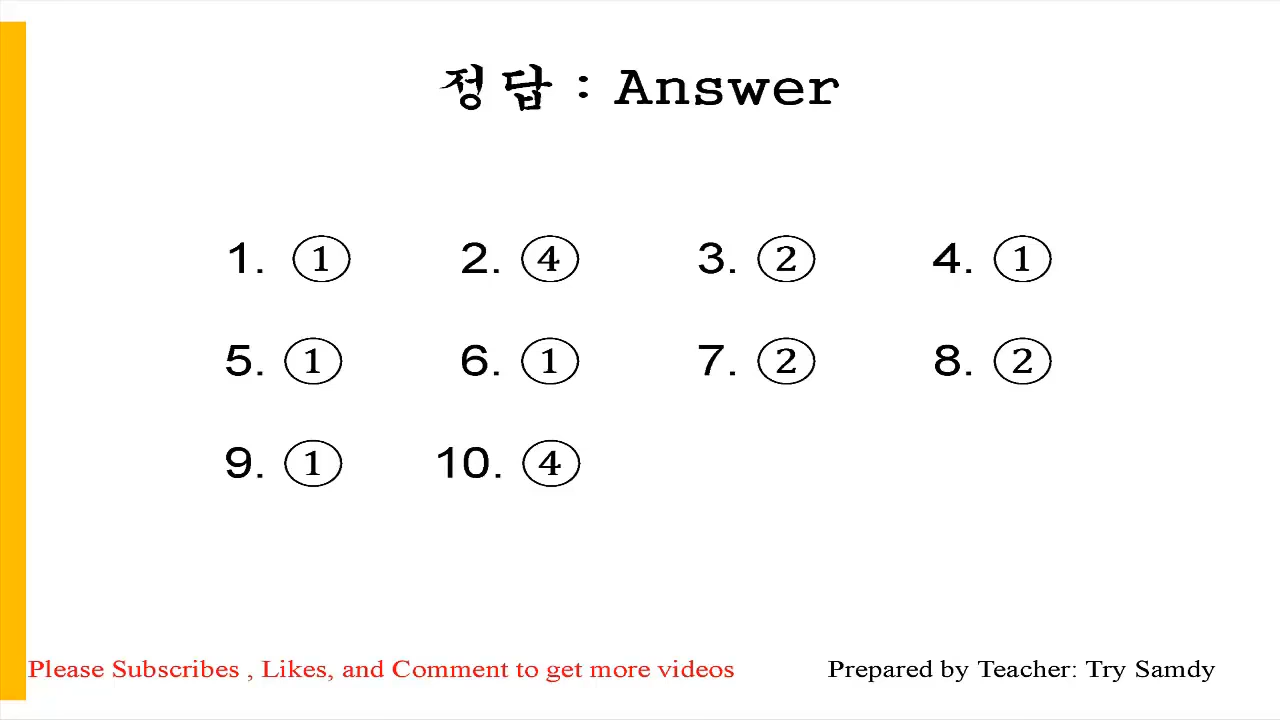 정답 : Answer
1. ① 2. ④ 3. ② 4. ①
5. ① 6. ① 7. ② 8. ②
9. ① 10. ④
Please Subscribes , Likes, and Comment to get more videos Prepared by Teacher: Try Samdy